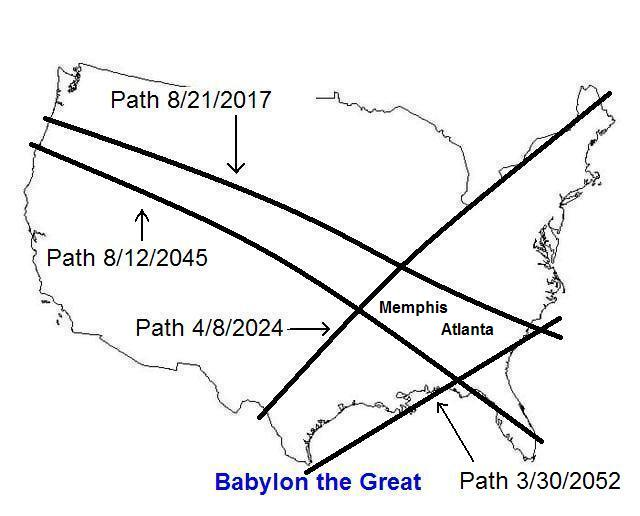 Path 8/21/2017
Path 8/12/2045
Memphis
Path 4/8/2024
Atlanta
Babylon the Great
Path 3/30/2052